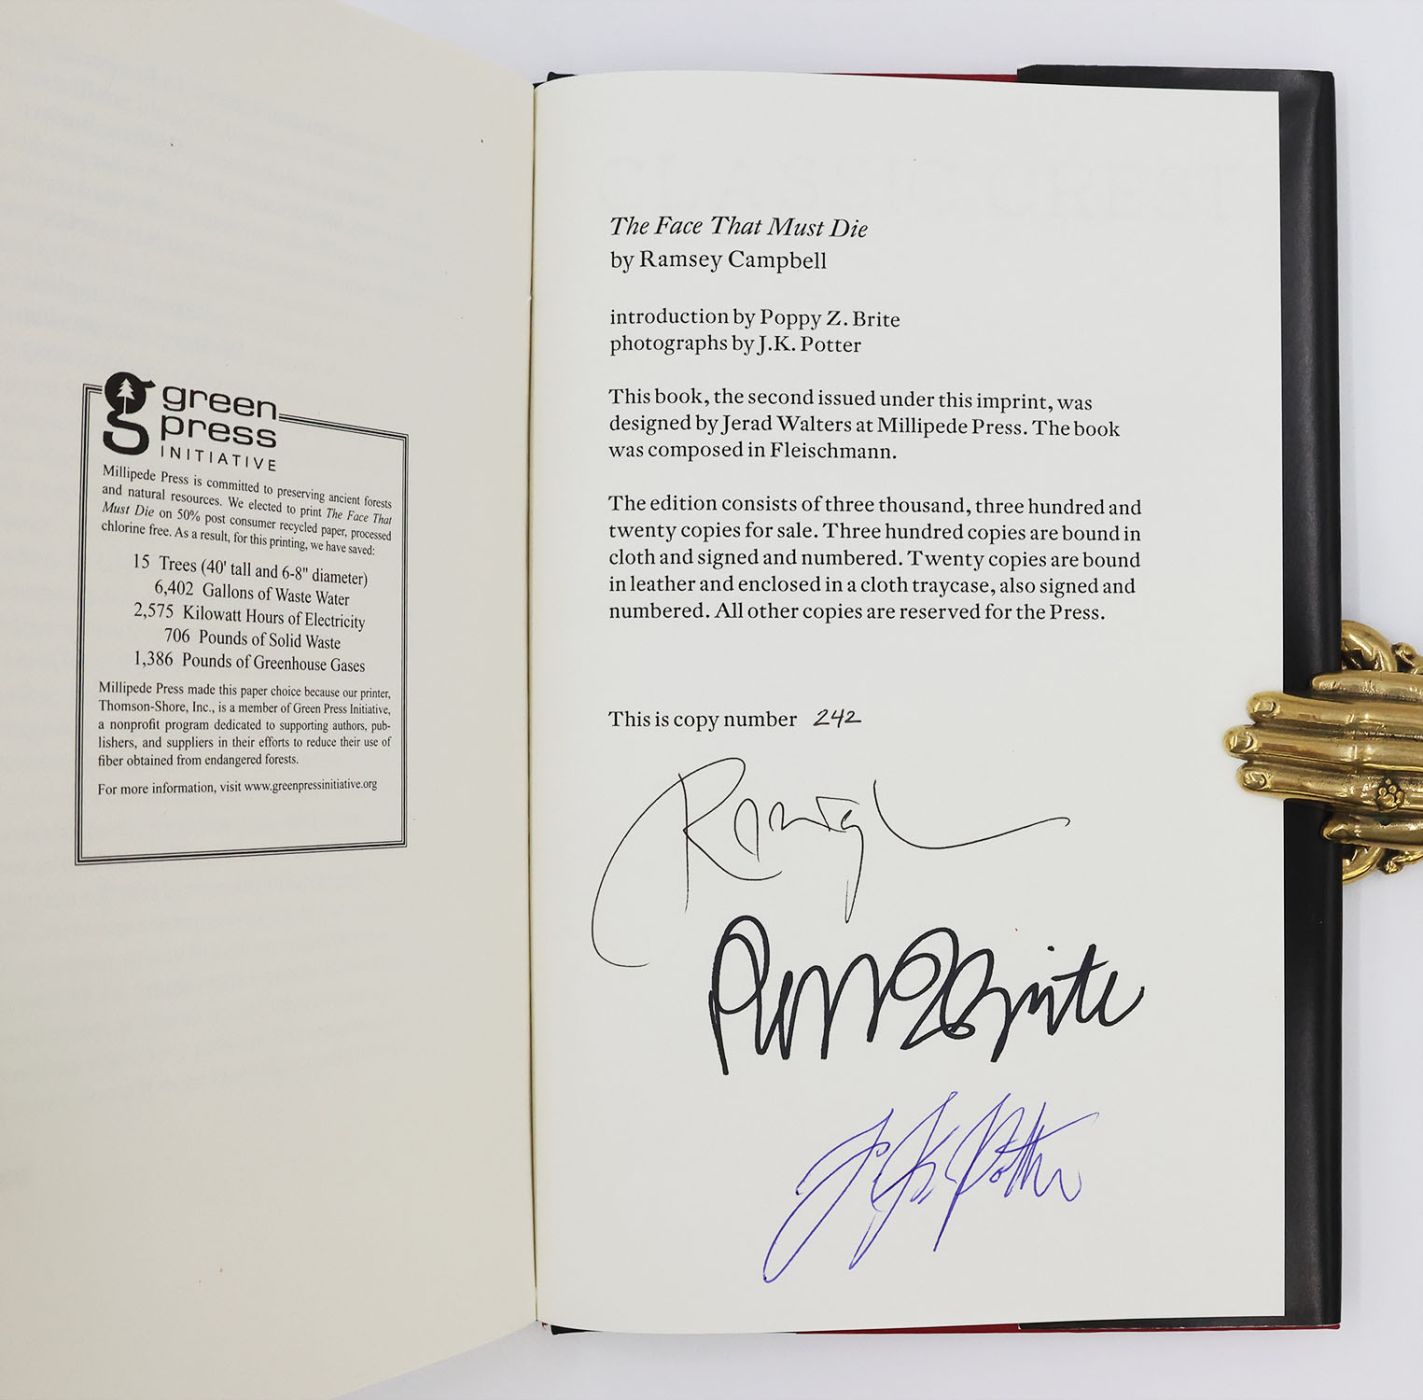 green
press
INITIATIVE
Millipede Press is committed to preserving ancient forests
and natural resources. We elected to print The Face That
Must Die on 50% post consumer recycled paper, processed
chlorine free. As a result, for this printing, we have saved:
15 Trees (40' tall and 6-8" diameter)
6,402 Gallons of Waste Water
2,575 Kilowatt Hours of Electricity
706 Pounds of Solid Waste
1,386 Pounds of Greenhouse Gases
Millipede Press made this paper choice because our printer,
Thomson-Shore, Inc., is a member of Green Press Initiative,
a nonprofit program dedicated to supporting authors, pub-
lishers, and suppliers in their efforts to reduce their use of
fiber obtained from endangered forests.
For more information, visit www.greenpressinitiative.org
The Face That Must Die
by Ramsey Campbell
introduction by Poppy Z. Brite
photographs by J.K. Potter
This book, the second issued under this imprint, was
designed by Jerad Walters at Millipede Press. The book
was composed in Fleischmann.
The edition consists of three thousand, three hundred and
twenty copies for sale. Three hundred copies are bound in
cloth and signed and numbered. Twenty copies are bound
in leather and enclosed in a cloth traycase, also signed and
numbered. All other copies are reserved for the Press.
This is copy number 242
Poppy Z Brite
J.K. Potter